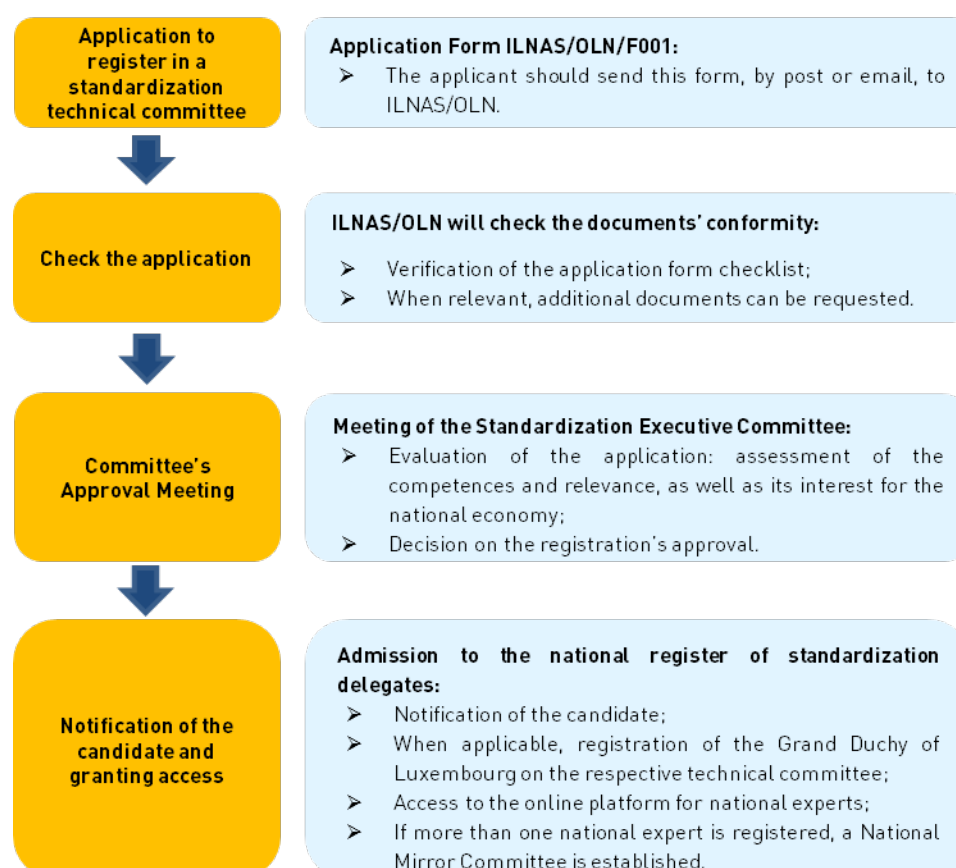 Application to
register in a
standardization
technical committee
Application Form ILNAS/OLN/F001:
➢ The applicant should send this form, by post or email, to
ILNAS/OLN.
Check the application
ILNAS/OLN will check the documents’ conformity:
➢ Verification of the application form checklist;
➢ When relevant, additional documents can be requested.
Committee’s
Approval Meeting
Meeting of the Standardization Executive Committee:
➢ Evaluation of the application: assessment of the
competences and relevance, as well as its interest for the
national economy;
➢ Decision on the registration’s approval.
Notification of the
candidate and
granting access
Admission to the national register of standardization
delegates:
➢ Notification of the candidate;
➢ When applicable, registration of the Grand Duchy of
Luxembourg on the respective technical committee;
➢ Access to the online platform for national experts;
➢ If more than one national expert is registered, a National
Mirror Committee is established.